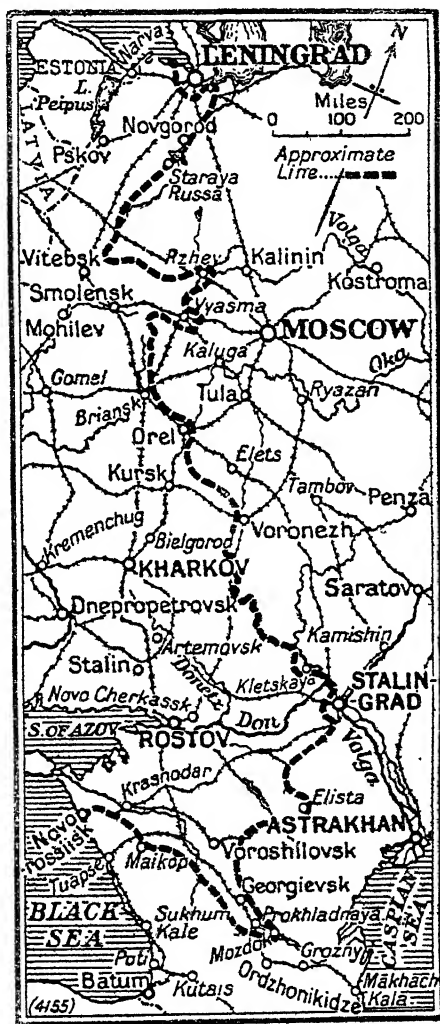 Narva
LENINGRAD
ESTONIA
L.
Peipus
N
Miles
0 100 200
Novgorod
Pskov
Approximate
Line
LATVIA
Staraya
Russa
Volga
Vitebsk
Rzhev
Kalinin
Kostroma
Smolensk
Vyasma
Mohilev
MOSCOW
Kaluga
Oka
Gomel
Tula
Ryazan
Briansk
Orel
Elets
Kursk
Tambov
Penza
Kremenchug
Voronezh
Bielgorod
KHARKOV
Saratov
Dnepropetrovsk
Kamishin
Artemovsk
Stalin
Donetz
Kletskaya
STALIN-
GRAD
Novo Cherkassk
Don
S. OF AZOV
ROSTOV
Volga
Krasnodar
Elista
Novo-
rossiisk
ASTRAKHAN
Maikop
Voroshilovsk
Tuapse
Georgievsk
BLACK
SEA
Sukhum
Kale
Prokhladnaya
CASPIAN
SEA
Mozdok
Grozny
Poti
Ordzhonikidze
Makhach
Kala
Batum
Kutais
(4155)